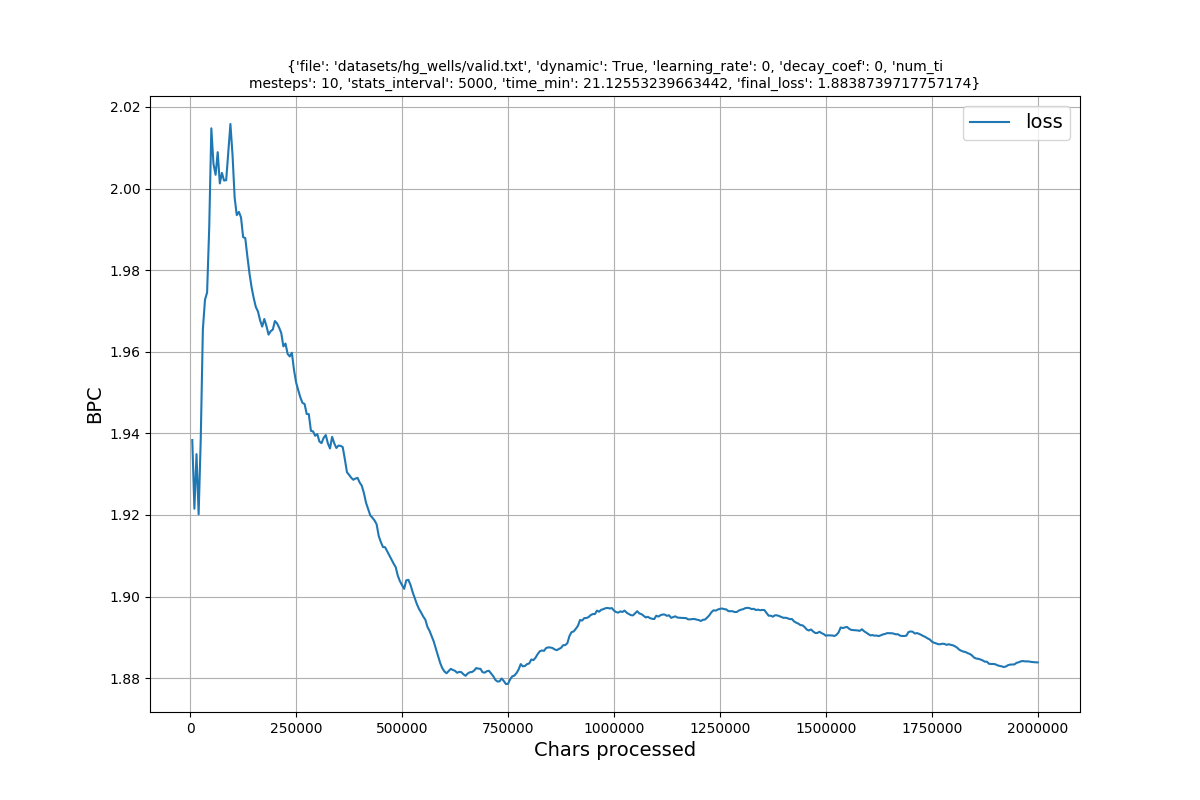 {'file': 'datasets/hg_wells/valid.txt', 'dynamic': True, 'learning_rate': 0, 'decay_coef': 0, 'num_ti
mesteps': 10, 'stats_interval': 5000, 'time_min': 21.12553239663442, 'final_loss': 1.8838739717757174}
loss
2.02
2.00
1.98
1.96
1.94
1.92
1.90
1.88
BPC
0 250000 500000 750000 1000000 1250000 1500000 1750000 2000000
Chars processed